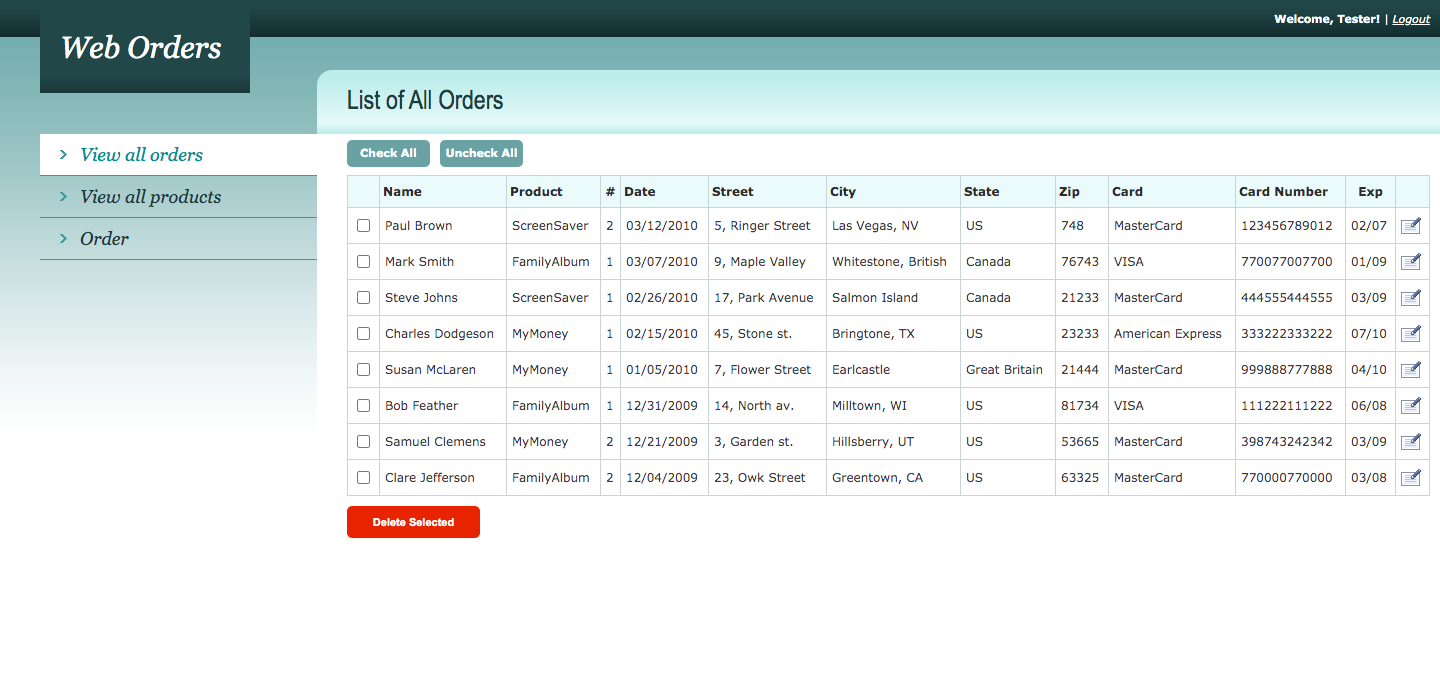 Welcome, Tester! | Logout
Web Orders
List of All Orders
View all orders
View all products
Order
Check All Uncheck All
Name Product # Date Street City State Zip Card Card Number Exp
Paul Brown ScreenSaver 2 03/12/2010 5, Ringer Street Las Vegas, NV US 748 MasterCard 123456789012 02/07
Mark Smith FamilyAlbum 1 03/07/2010 9, Maple Valley Whitestone, British Canada 76743 VISA 770077007700 01/09
Steve Johns ScreenSaver 1 02/26/2010 17, Park Avenue Salmon Island Canada 21233 MasterCard 444555444555 03/09
Charles Dodgeson MyMoney 1 02/15/2010 45, Stone st. Bringtone, TX US 23233 American Express 333222333222 07/10
Susan McLaren MyMoney 1 01/05/2010 7, Flower Street Earlcastle Great Britain 21444 MasterCard 999888777888 04/10
Bob Feather FamilyAlbum 1 12/31/2009 14, North av. Milltown, WI US 81734 VISA 111222111222 06/08
Samuel Clemens MyMoney 2 12/21/2009 3, Garden st. Hillsberry, UT US 53665 MasterCard 398743242342 03/09
Clare Jefferson FamilyAlbum 2 12/04/2009 23, Owk Street Greentown, CA US 63325 MasterCard 770000770000 03/08
Delete Selected